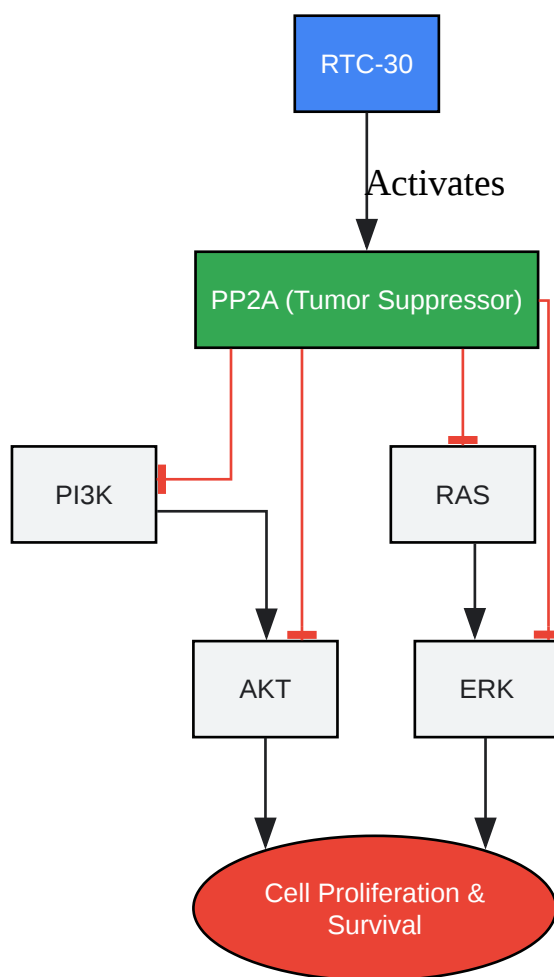 RTC-30
Activates
PP2A (Tumor Suppressor)
PI3K
RAS
AKT
ERK
Cell Proliferation &
Survival